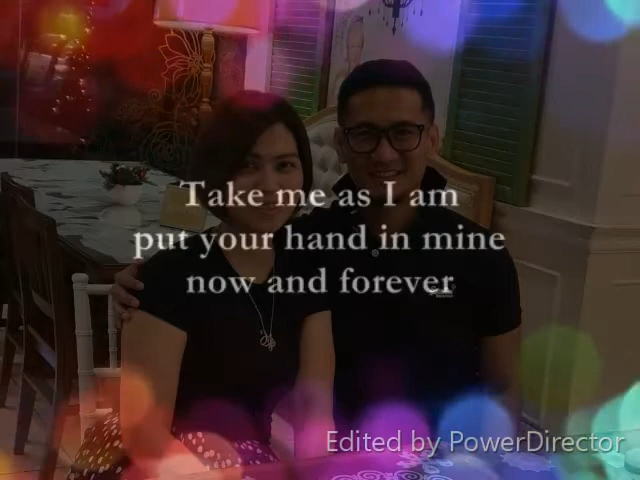 Take me as I am
put your hand in mine
now and forever
Edited by PowerDirector